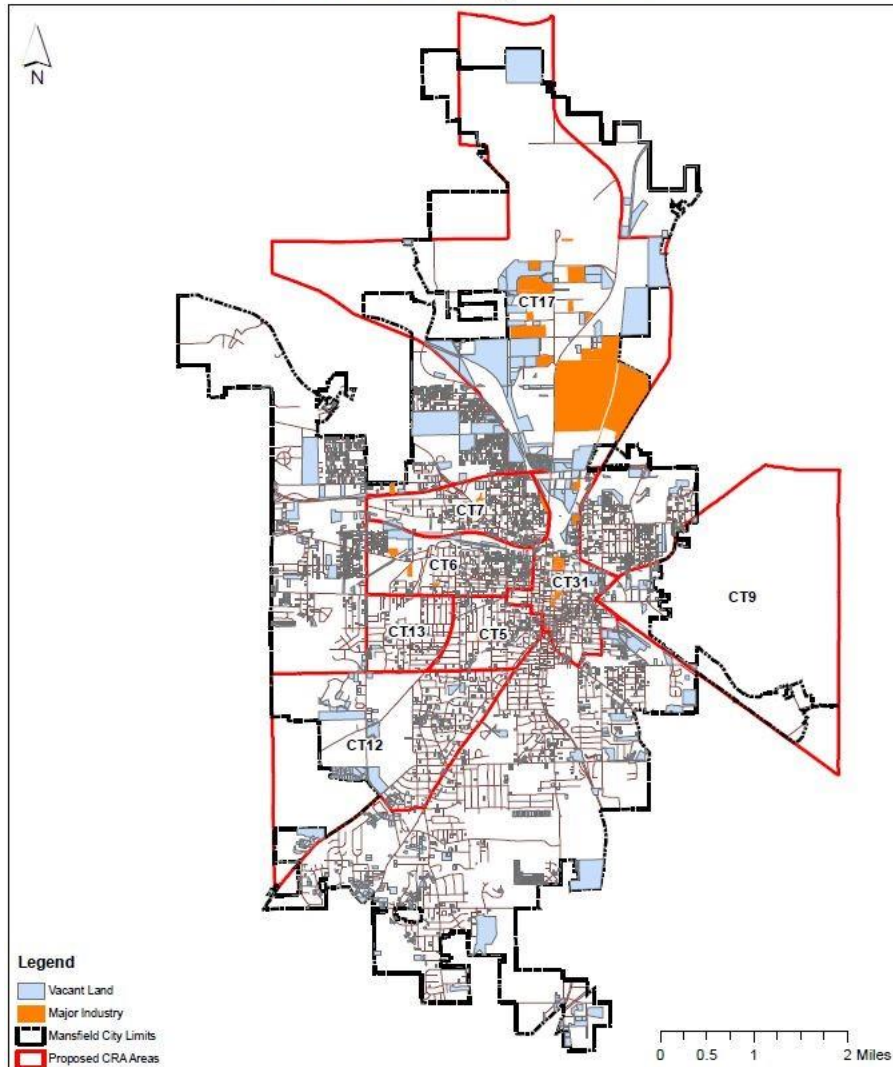 N
CT17
CT7
CT6
CT31
CT9
CT13
CT5
CT12
Legend
Vacant Land
Major Industry
Mansfield City Limits
Proposed CRA Areas
0 0.5 1 2 Miles